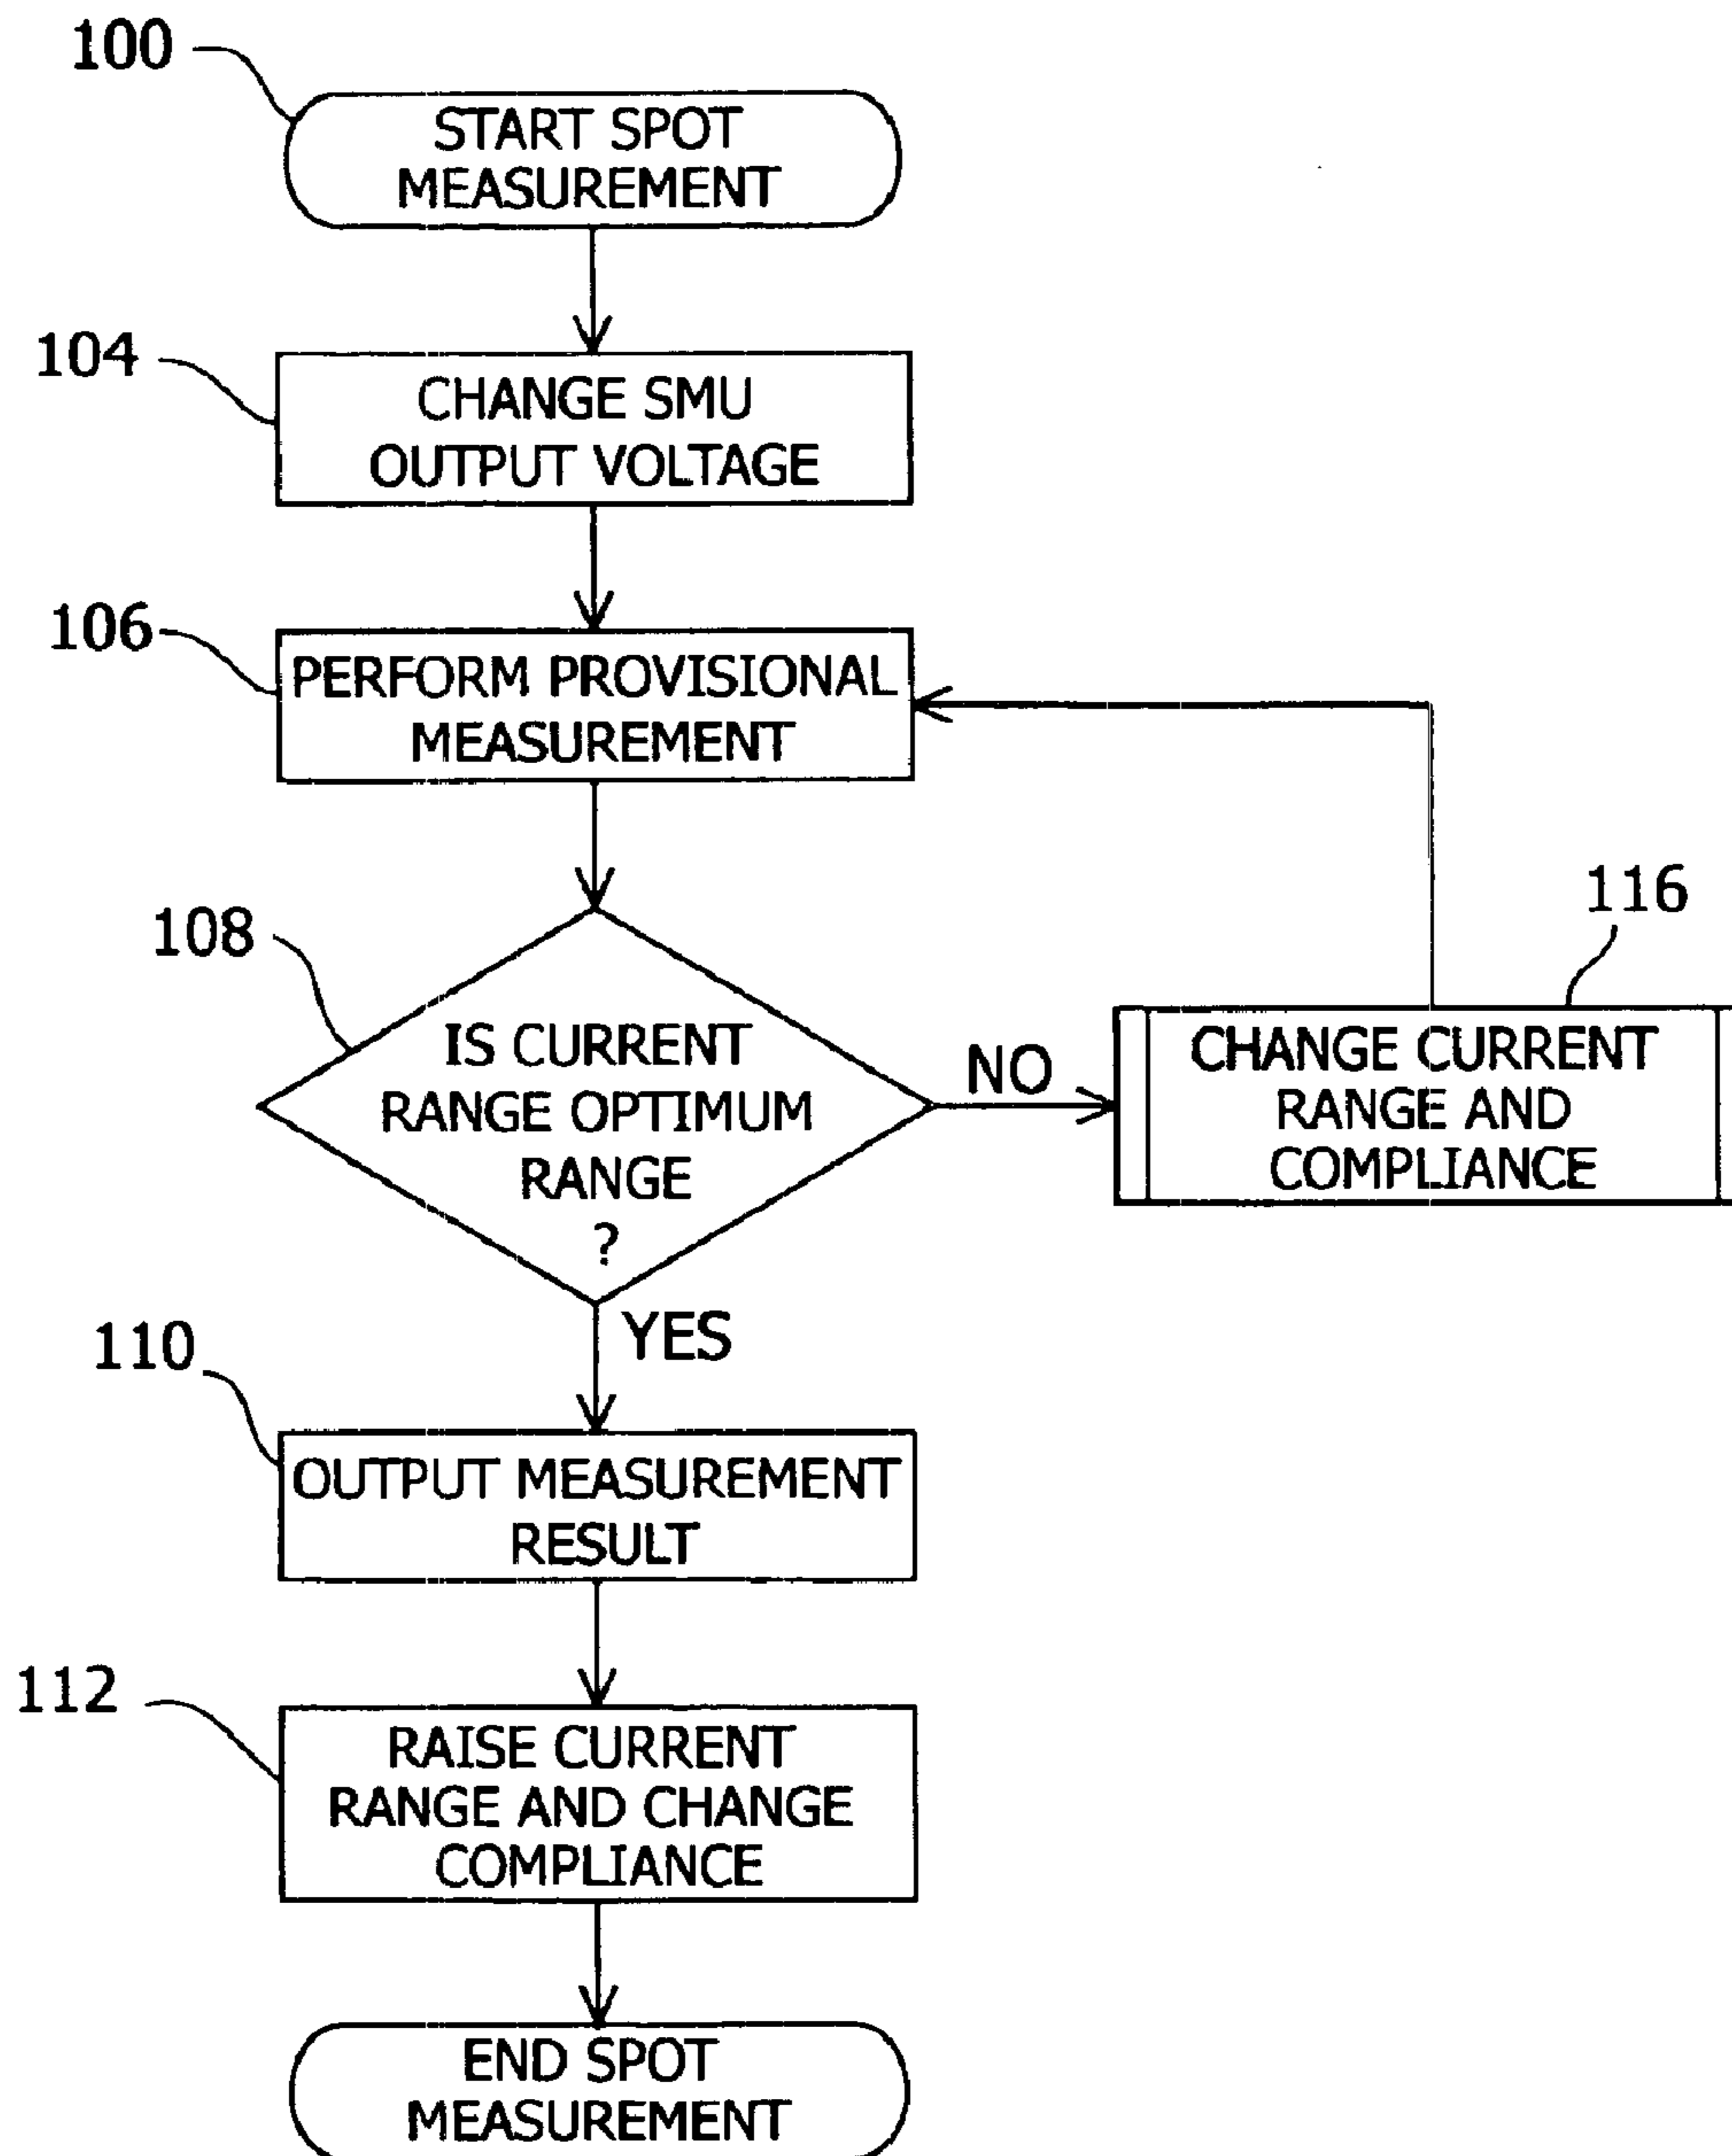 100
START SPOT
MEASUREMENT
104
CHANGE SMU
OUTPUT VOLTAGE
106
PERFORM PROVISIONAL
MEASUREMENT
108
IS CURRENT
RANGE OPTIMUM
RANGE
?
NO
116
CHANGE CURRENT
RANGE AND
COMPLIANCE
YES
110
OUTPUT MEASUREMENT
RESULT
112
RAISE CURRENT
RANGE AND CHANGE
COMPLIANCE
END SPOT
MEASUREMENT